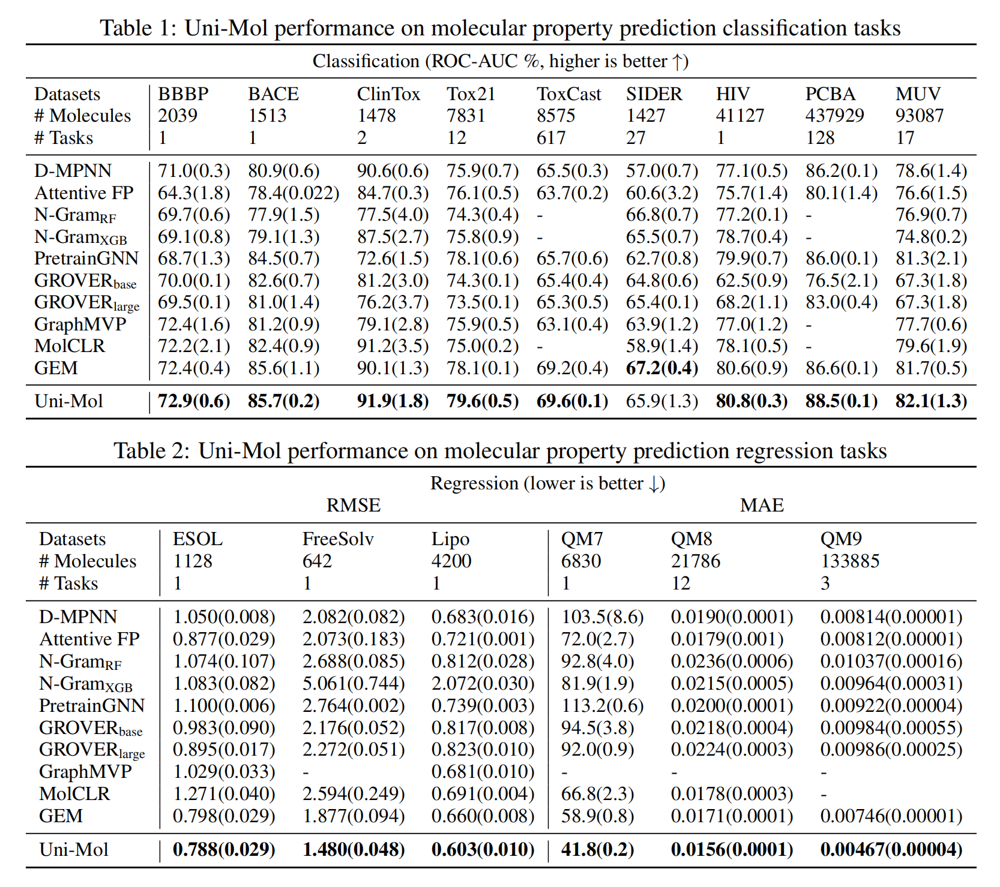 Table 1: Uni-Mol performance on molecular property prediction classification tasks
Classification (ROC-AUC %, higher is better ↑)
Datasets BBBP BACE ClinTox Tox21 ToxCast SIDER HIV PCBA MUV
# Molecules 2039 1513 1478 7831 8575 1427 41127 437929 93087
# Tasks 1 1 2 12 617 27 1 128 17
D-MPNN 71.0(0.3) 80.9(0.6) 90.6(0.6) 75.9(0.7) 65.5(0.3) 57.0(0.7) 77.1(0.5) 86.2(0.1) 78.6(1.4)
Attentive FP 64.3(1.8) 78.4(0.022) 84.7(0.3) 76.1(0.5) 63.7(0.2) 60.6(3.2) 75.7(1.4) 80.1(1.4) 76.6(1.5)
N-GramRF 69.7(0.6) 77.9(1.5) 77.5(4.0) 74.3(0.4) - 66.8(0.7) 77.2(0.1) - 76.9(0.7)
N-GramXGB 69.1(0.8) 79.1(1.3) 87.5(2.7) 75.8(0.9) - 65.5(0.7) 78.7(0.4) - 74.8(0.2)
PretrainGNN 68.7(1.3) 84.5(0.7) 72.6(1.5) 78.1(0.6) 65.7(0.6) 62.7(0.8) 79.9(0.7) 86.0(0.1) 81.3(2.1)
GROVERbase 70.0(0.1) 82.6(0.7) 81.2(3.0) 74.3(0.1) 65.4(0.4) 64.8(0.6) 62.5(0.9) 76.5(2.1) 67.3(1.8)
GROVERlarge 69.5(0.1) 81.0(1.4) 76.2(3.7) 73.5(0.1) 65.3(0.5) 65.4(0.1) 68.2(1.1) 83.0(0.4) 67.3(1.8)
GraphMVP 72.4(1.6) 81.2(0.9) 79.1(2.8) 75.9(0.5) 63.1(0.4) 63.9(1.2) 77.0(1.2) - 77.7(0.6)
MolCLR 72.2(2.1) 82.4(0.9) 91.2(3.5) 75.0(0.2) - 58.9(1.4) 78.1(0.5) - 79.6(1.9)
GEM 72.4(0.4) 85.6(1.1) 90.1(1.3) 78.1(0.1) 69.2(0.4) 67.2(0.4) 80.6(0.9) 86.6(0.1) 81.7(0.5)
Uni-Mol 72.9(0.6) 85.7(0.2) 91.9(1.8) 79.6(0.5) 69.6(0.1) 65.9(1.3) 80.8(0.3) 88.5(0.1) 82.1(1.3)
Table 2: Uni-Mol performance on molecular property prediction regression tasks
Regression (lower is better ↓)
RMSE MAE
Datasets ESOL FreeSolv Lipo QM7 QM8 QM9
# Molecules 1128 642 4200 6830 21786 133885
# Tasks 1 1 1 1 12 3
D-MPNN 1.050(0.008) 2.082(0.082) 0.683(0.016) 103.5(8.6) 0.0190(0.0001) 0.00814(0.00001)
Attentive FP 0.877(0.029) 2.073(0.183) 0.721(0.001) 72.0(2.7) 0.0179(0.001) 0.00812(0.00001)
N-GramRF 1.074(0.107) 2.688(0.085) 0.812(0.028) 92.8(4.0) 0.0236(0.0006) 0.01037(0.00016)
N-GramXGB 1.083(0.082) 5.061(0.744) 2.072(0.030) 81.9(1.9) 0.0215(0.0005) 0.00964(0.00031)
PretrainGNN 1.100(0.006) 2.764(0.002) 0.739(0.003) 113.2(0.6) 0.0200(0.0001) 0.00922(0.00004)
GROVERbase 0.983(0.090) 2.176(0.052) 0.817(0.008) 94.5(3.8) 0.0218(0.0004) 0.00984(0.00055)
GROVERlarge 0.895(0.017) 2.272(0.051) 0.823(0.010) 92.0(0.9) 0.0224(0.0003) 0.00986(0.00025)
GraphMVP 1.029(0.033) - 0.681(0.010) - - -
MolCLR 1.271(0.040) 2.594(0.249) 0.691(0.004) 66.8(2.3) 0.0178(0.0003) -
GEM 0.798(0.029) 1.877(0.094) 0.660(0.008) 58.9(0.8) 0.0171(0.0001) 0.00746(0.00001)
Uni-Mol 0.788(0.029) 1.480(0.048) 0.603(0.010) 41.8(0.2) 0.0156(0.0001) 0.00467(0.00004)